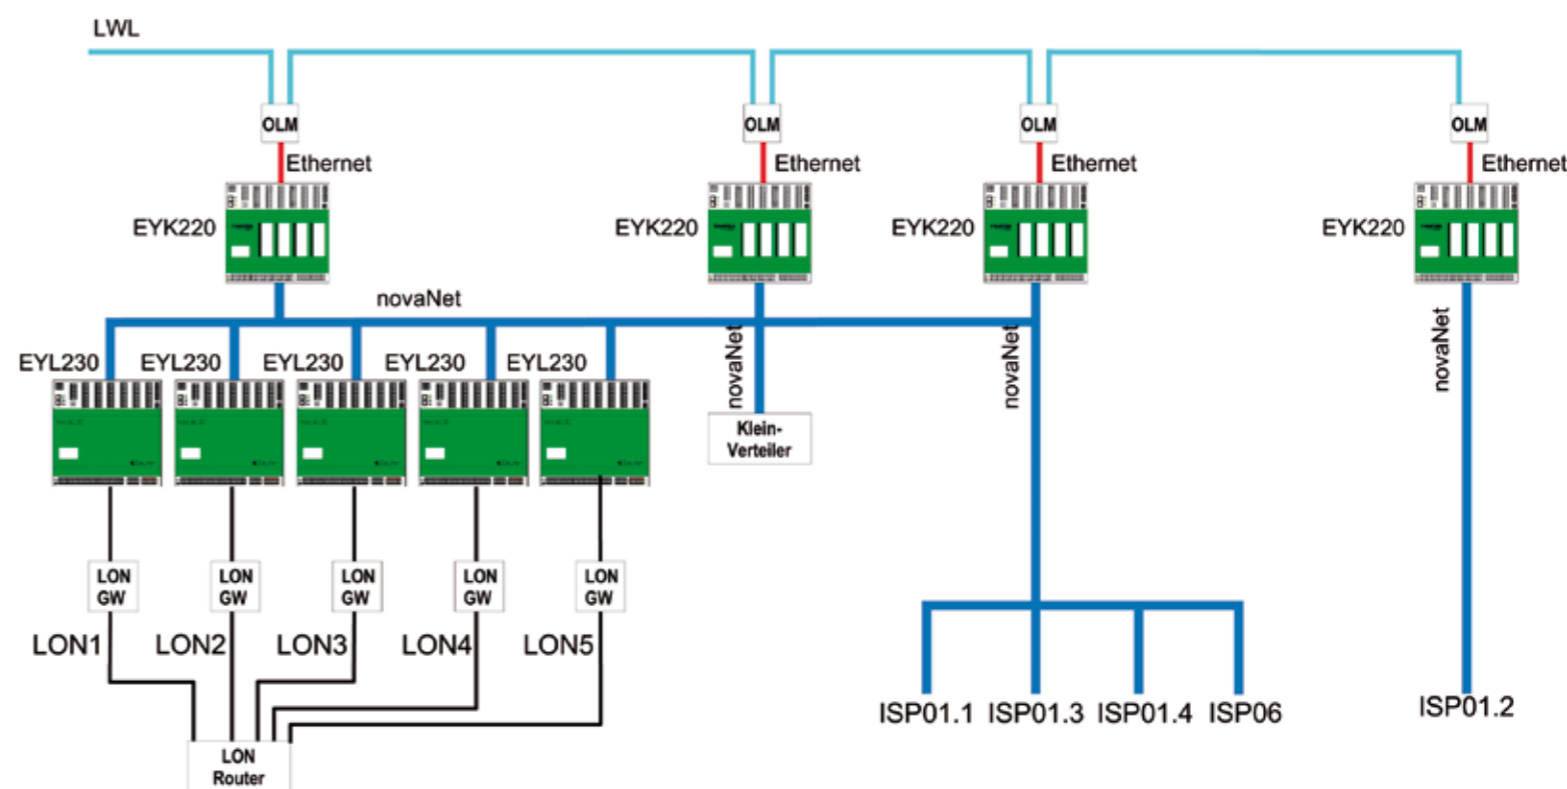 LWL
OLM
OLM
OLM
OLM
Ethernet
Ethernet
Ethernet
Ethernet
EYK220
EYK220
EYK220
EYK220
novaNet
novaNet
novaNet
novaNet
EYL230
EYL230
EYL230
EYL230
EYL230
Klein-
Verteiler
LON
GW
LON
GW
LON
GW
LON
GW
LON
GW
LON1
LON2
LON3
LON4
LON5
ISP01.1
ISP01.3
ISP01.4
ISP06
ISP01.2
LON
Router